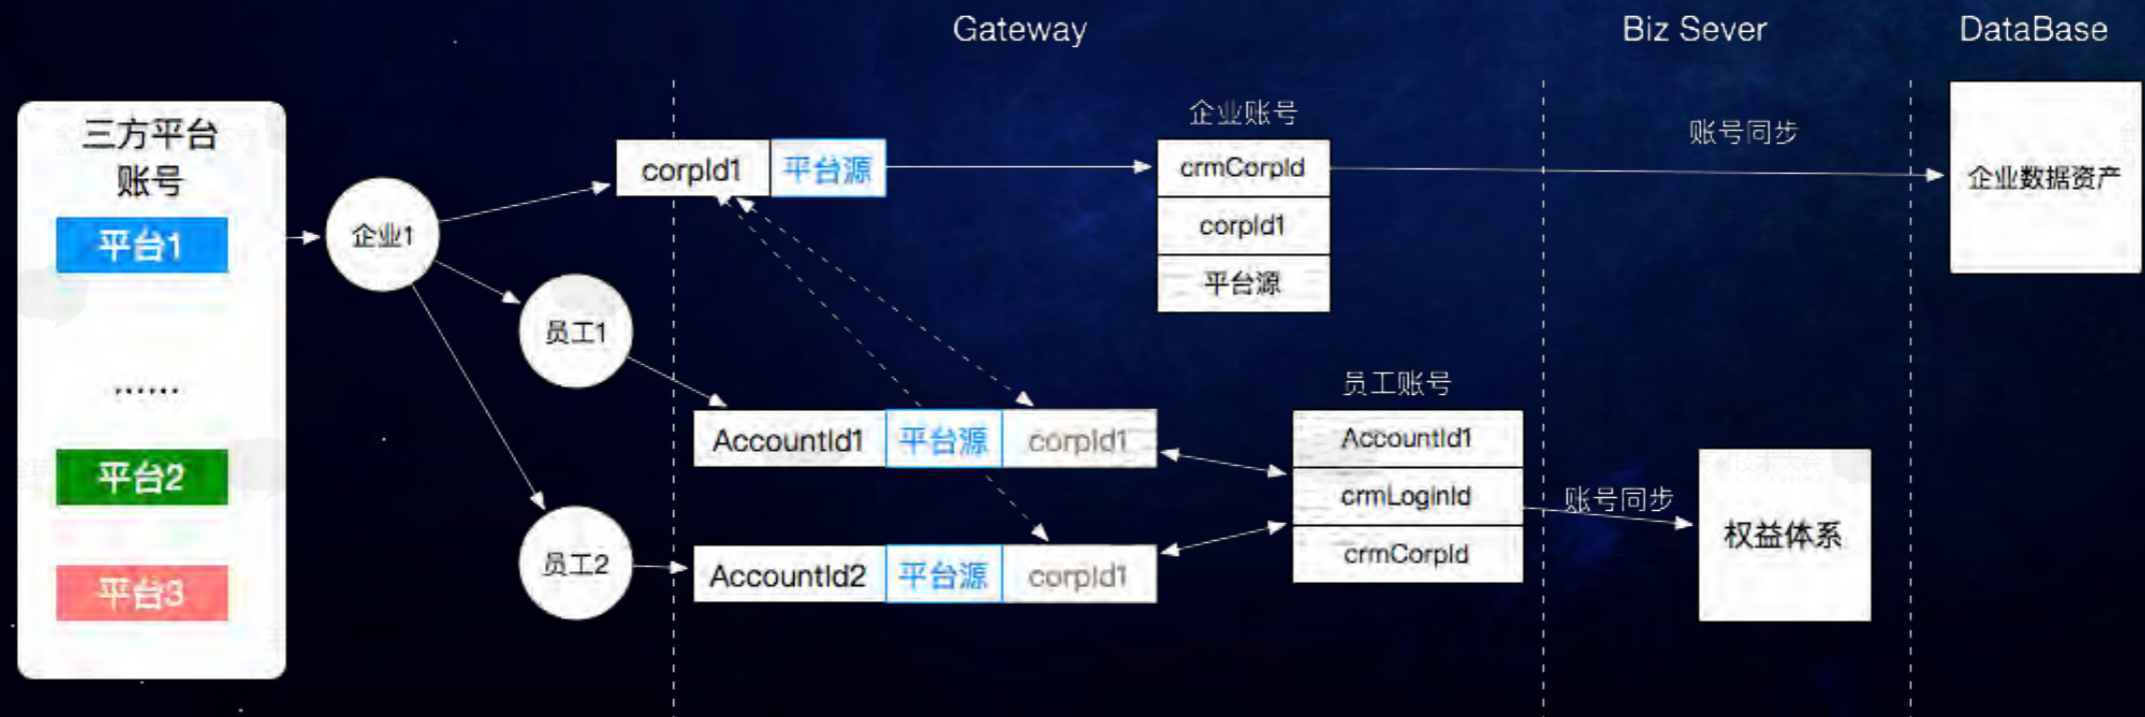 Gateway
Biz Sever
DataBase
三方平台
账号
平台1
......
平台2
平台3
企业1
员工1
员工2
corpId1
平台源
企业账号
crmCorpId
corpId1
平台源
账号同步
企业数据资产
AccountId1
平台源
corpId1
AccountId2
平台源
corpId1
员工账号
AccountId1
crmLoginId
crmCorpId
账号同步
权益体系